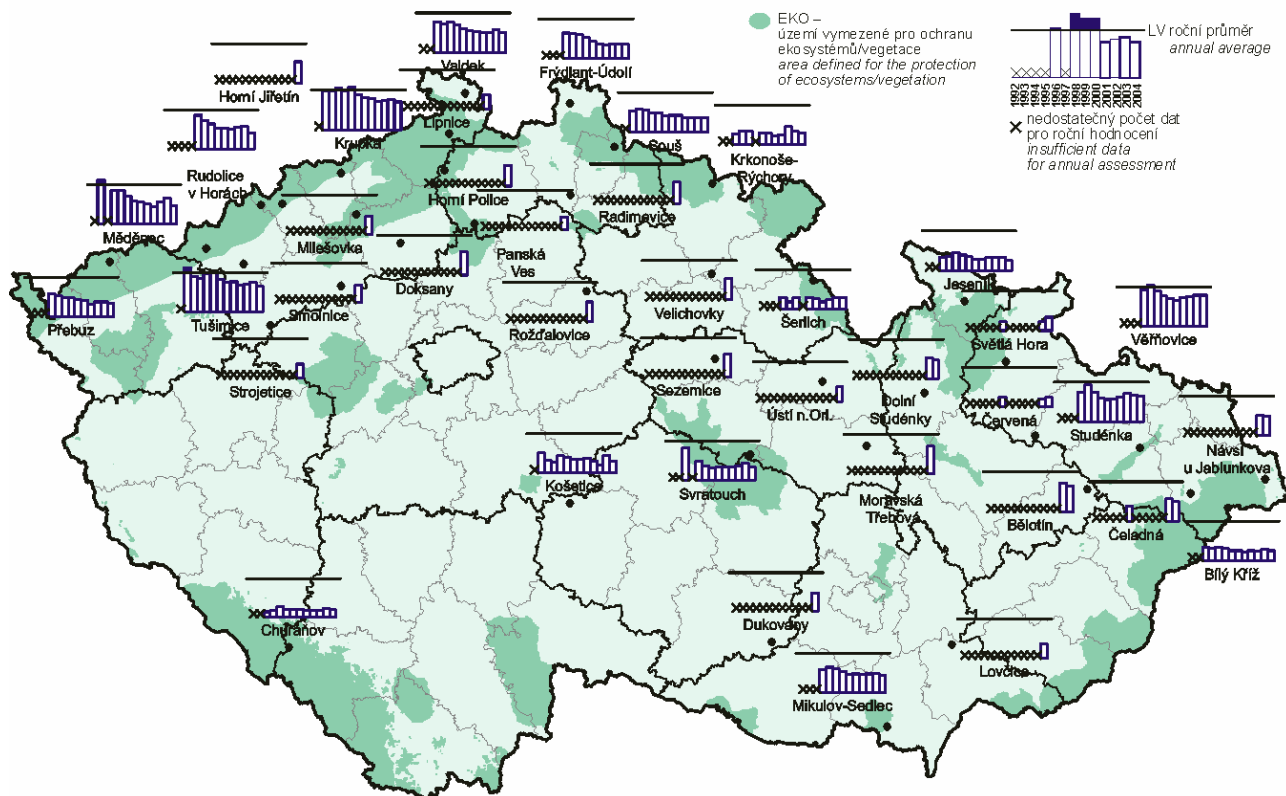 EKO –
území vymezené pro ochranu
ekosystémů/vegetace
area defined for the protection
of ecosystems/vegetation
LV roční průměr
annual average
1992
1993
1994
1995
1996
1997
1998
1999
2000
2001
2002
2003
2004
nedostatečný počet dat
pro roční hodnocení
insufficient data
for annual assessment
Valdek
Frýdlant-Údolí
Horní Jiřetín
Krupka
Lipnice
Souš
Krkonoše-
Rýchory
Rudolice
v Horách
Horní Police
Radimovice
Měděnec
Milešovka
Panská
Ves
Doksany
Jeseník
Přebuz
Tušimice
Smolnice
Rožďalovice
Velichovky
Šerlich
Světlá Hora
Věřňovice
Strojetice
Sezemice
Ústí n.Orl.
Dolní
Studénky
Červená
Studénka
Návsí
u Jablunkova
Košetice
Svratouch
Moravská
Třebová
Bělotín
Čeladná
Bílý Kříž
Churáňov
Dukovany
Lovčice
Mikulov-Sedlec